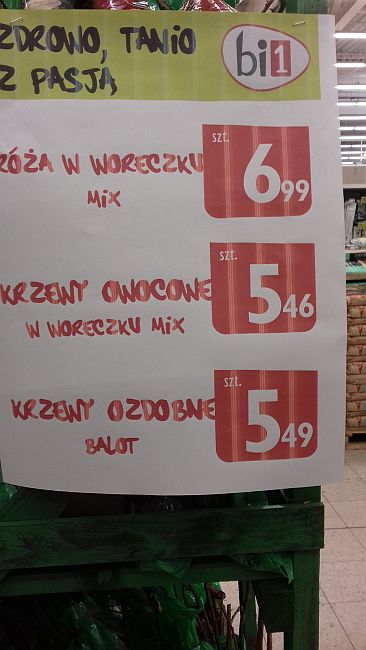 ZDROWO, TANIO
Z PASJĄ
bi1
RÓŻA W WORECZKU
MIX
szt.
6 99
KRZEWY OWOCOWE
W WORECZKU MIX
szt.
5 46
KRZEWY OZDOBNE
BALOT
szt.
5 49